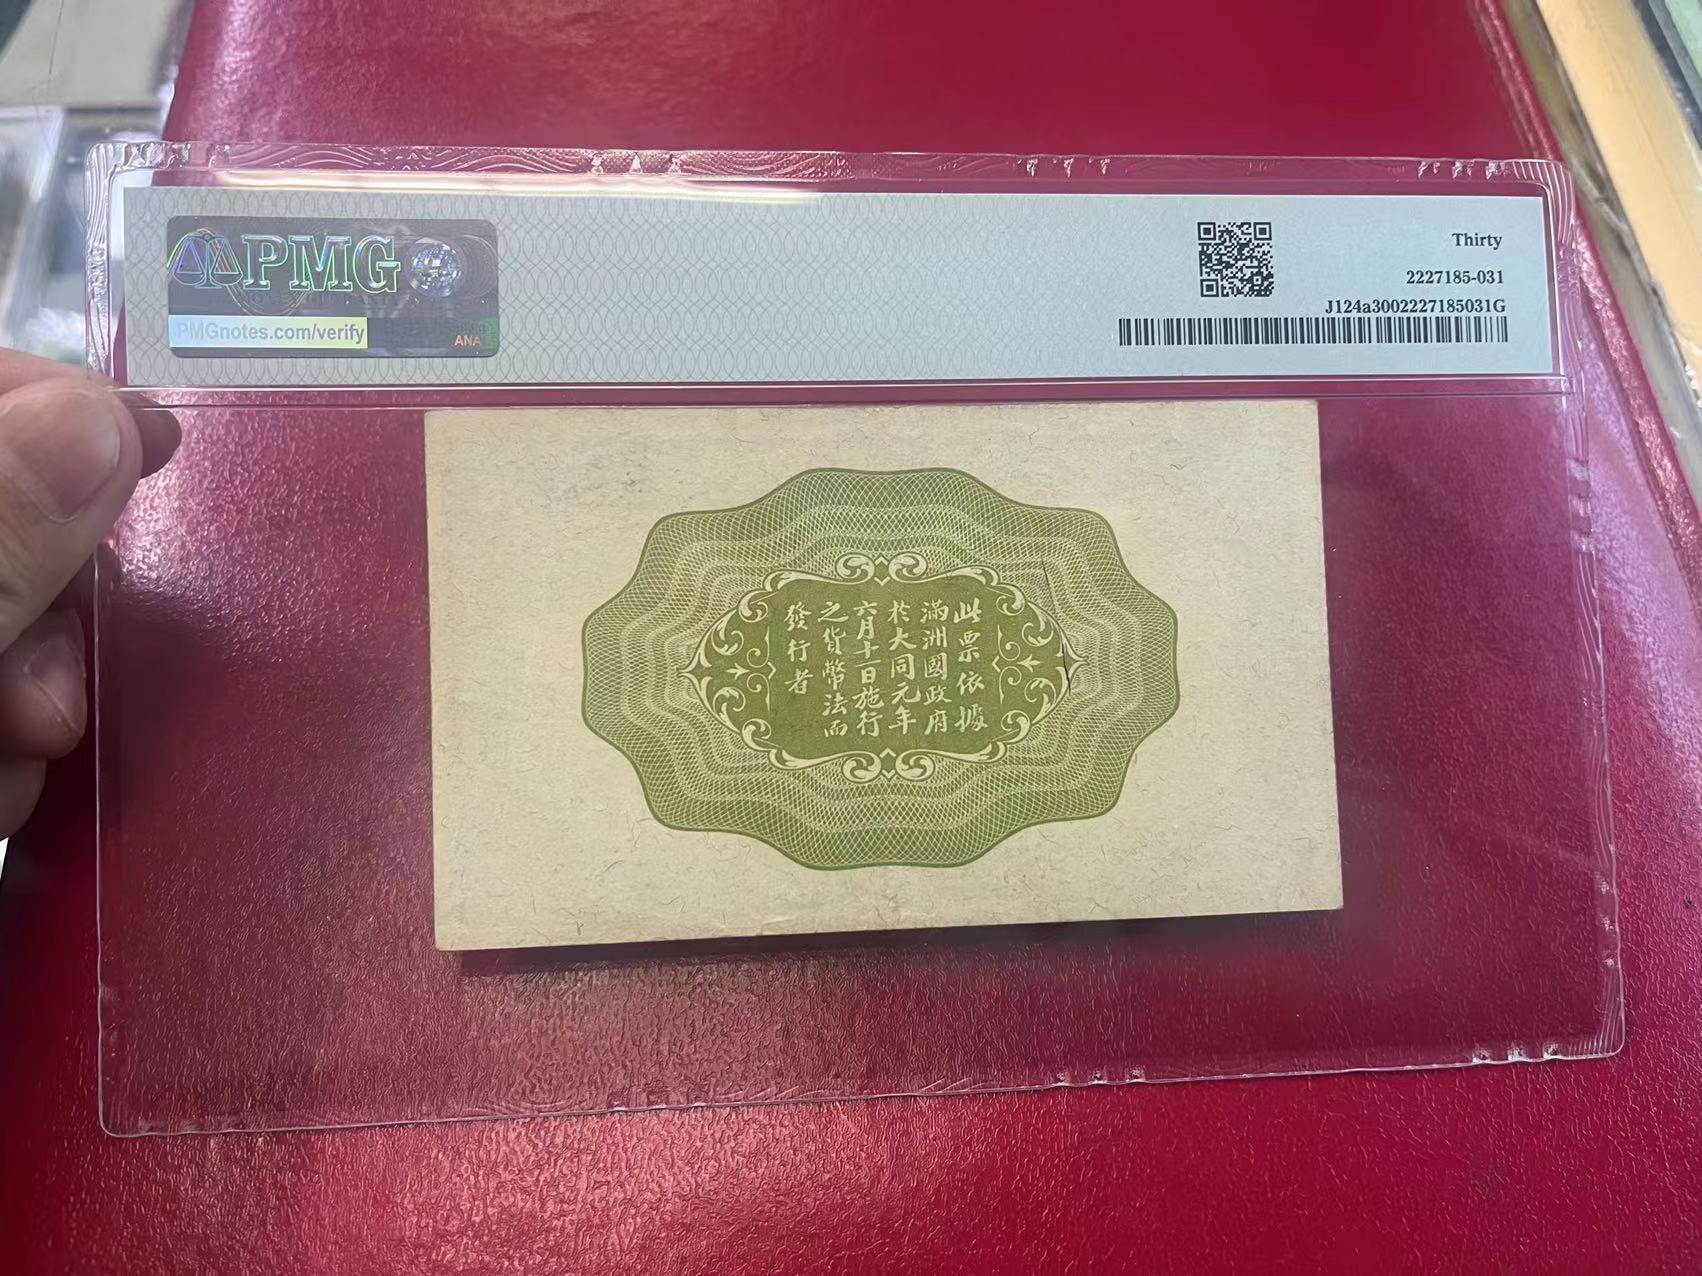 PMG
PMGnotes.com/verify
ANA
Thirty
2227185-031
J124a3002227185031G
此票依據
滿洲國政府
於大同元年
六月十一日施行
之貨幣法而
發行者